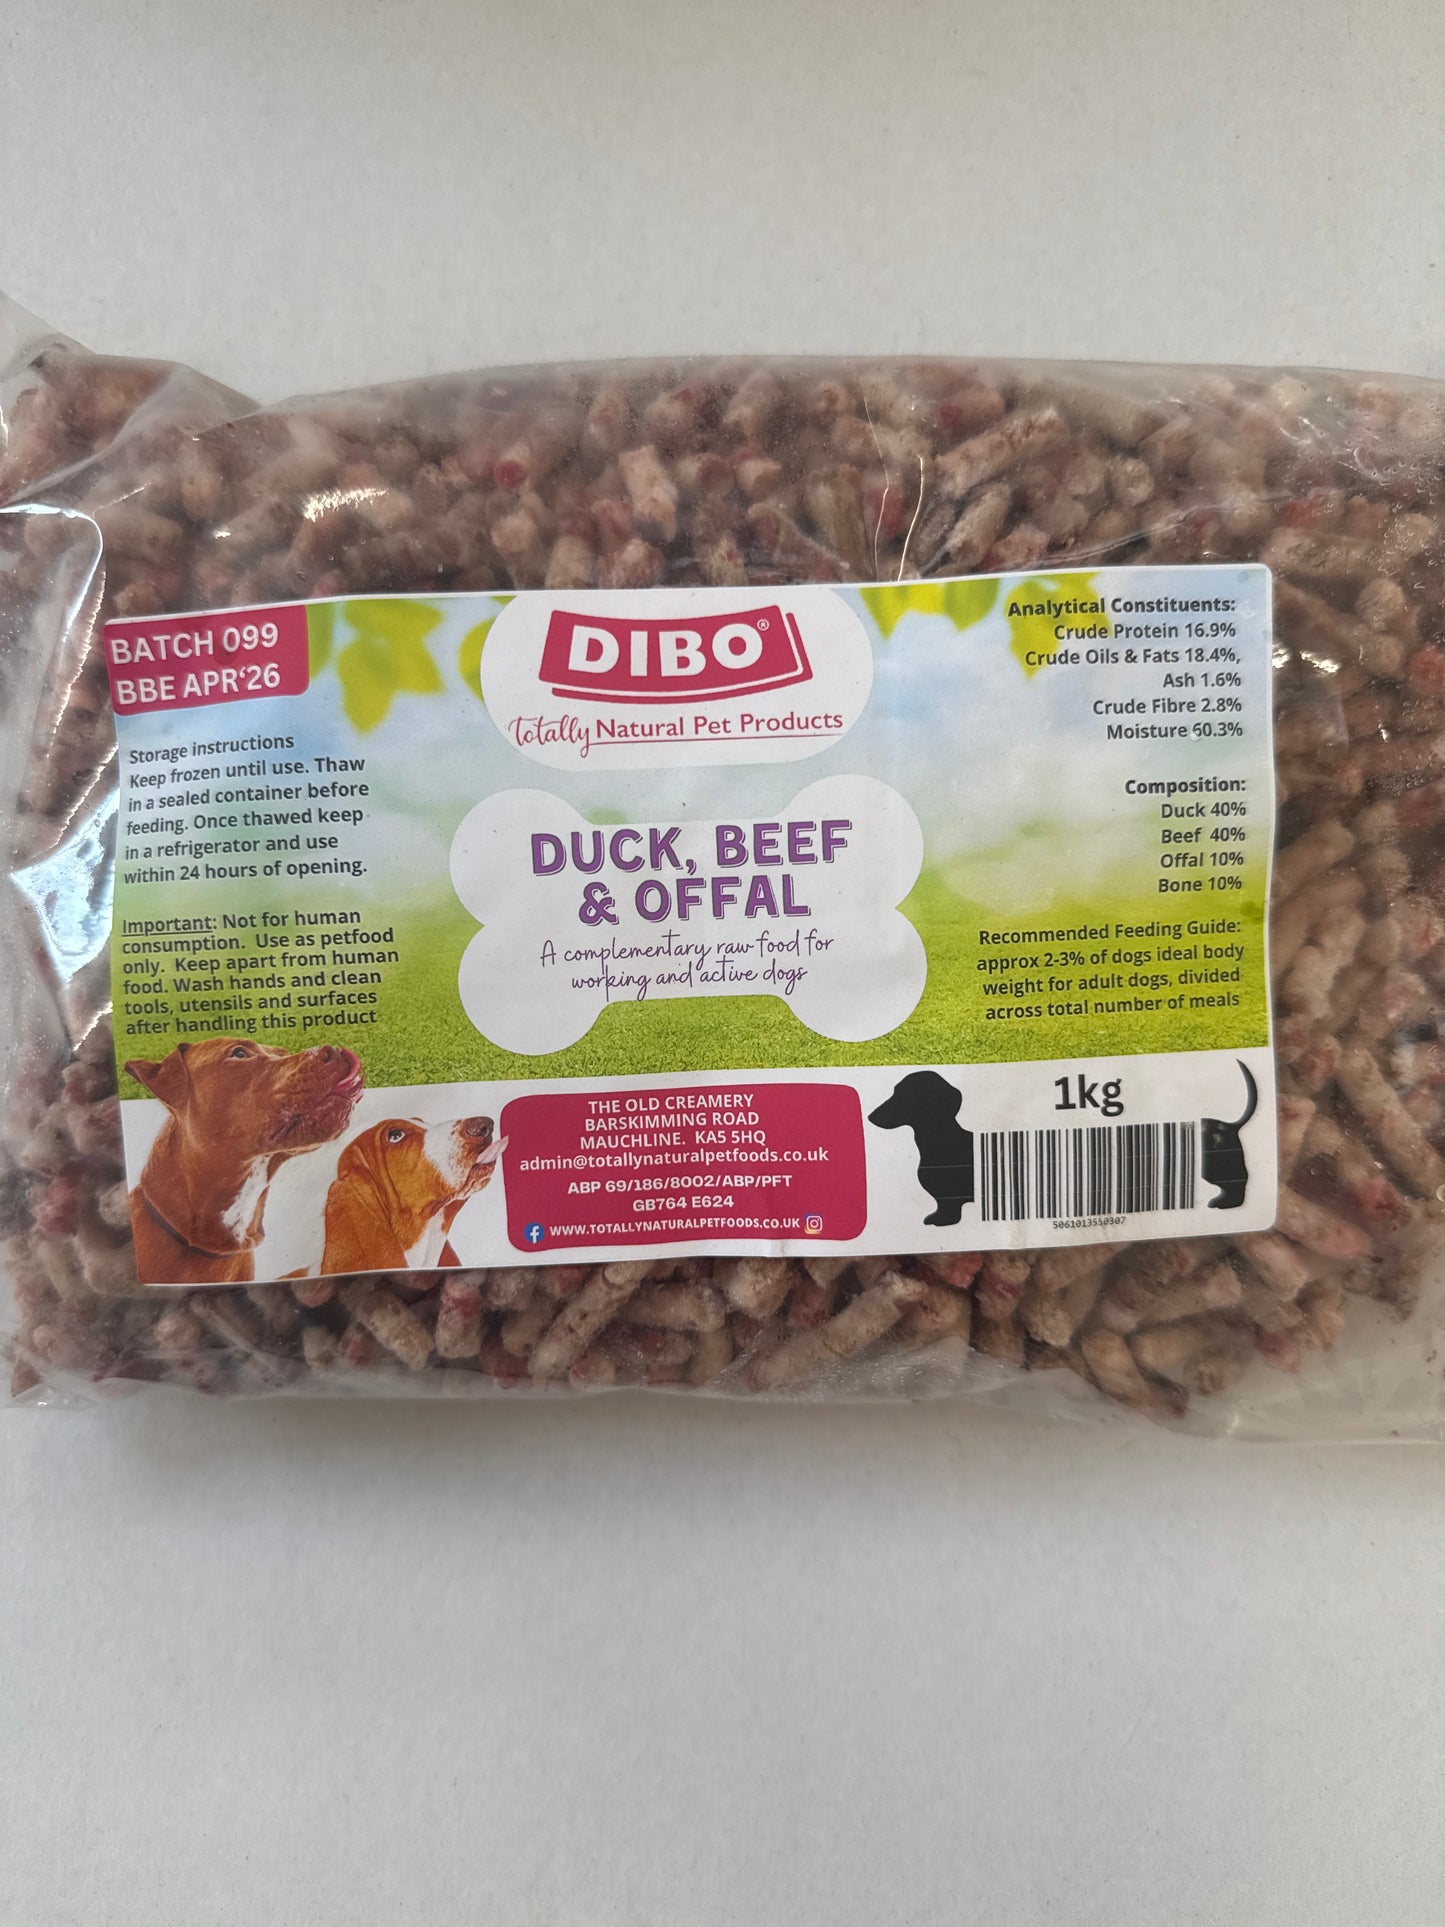 BATCH 099
BBE APR'26
DIBO®
Totally Natural Pet Products
Storage instructions
Keep frozen until use. Thaw
in a sealed container before
feeding. Once thawed keep
in a refrigerator and use
within 24 hours of opening.
Important: Not for human
consumption. Use as petfood
only. Keep apart from human
food. Wash hands and clean
tools, utensils and surfaces
after handling this product
DUCK, BEEF
& OFFAL
A complementary raw food for
working and active dogs
Analytical Constituents:
Crude Protein 16.9%
Crude Oils & Fats 18.4%,
Ash 1.6%
Crude Fibre 2.8%
Moisture 60.3%
Composition:
Duck 40%
Beef 40%
Offal 10%
Bone 10%
Recommended Feeding Guide:
approx 2-3% of dogs ideal body
weight for adult dogs, divided
across total number of meals
THE OLD CREAMERY
BARSKIMMING ROAD
MAUCHLINE. KA5 5HQ
admin@totallynaturalpetfoods.co.uk
ABP 69/186/8002/ABP/PFT
GB764 E624
WWW.TOTALLYNATURALPETFOODS.CO.UK
1kg
5061013550307